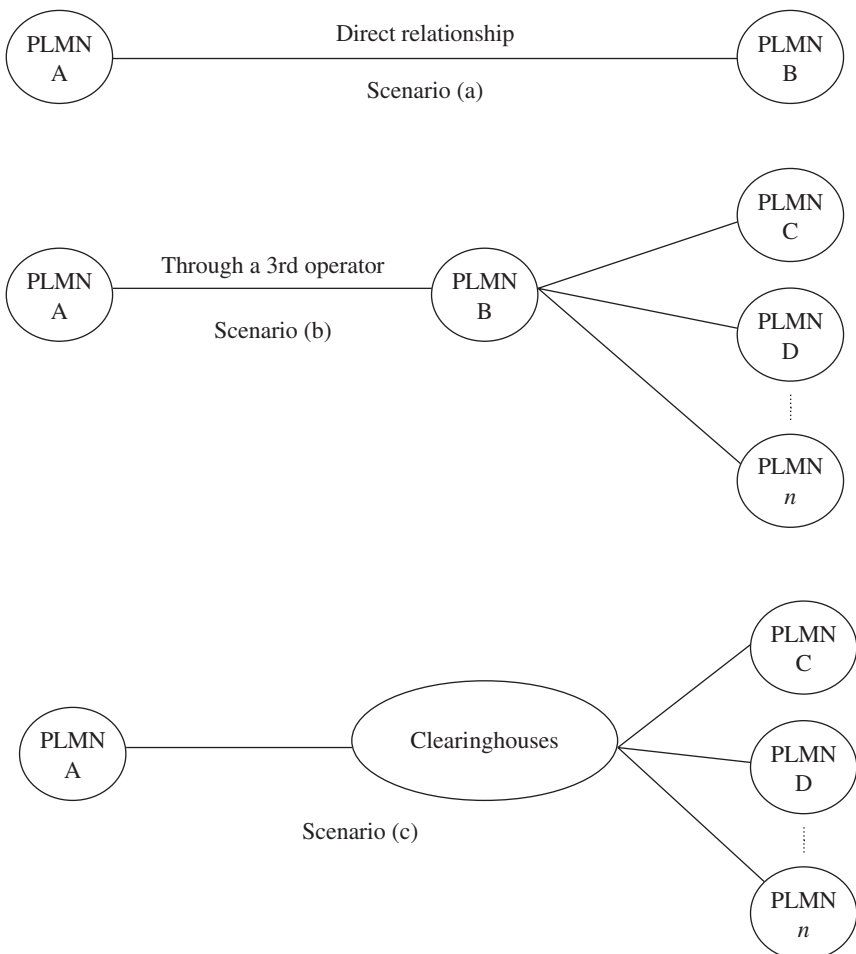 PLMN
A
Direct relationship
PLMN
B
Scenario (a)
PLMN
C
PLMN
A
Through a 3rd operator
PLMN
B
Scenario (b)
PLMN
D
PLMN
n
PLMN
C
PLMN
A
Clearinghouses
PLMN
D
Scenario (c)
PLMN
n